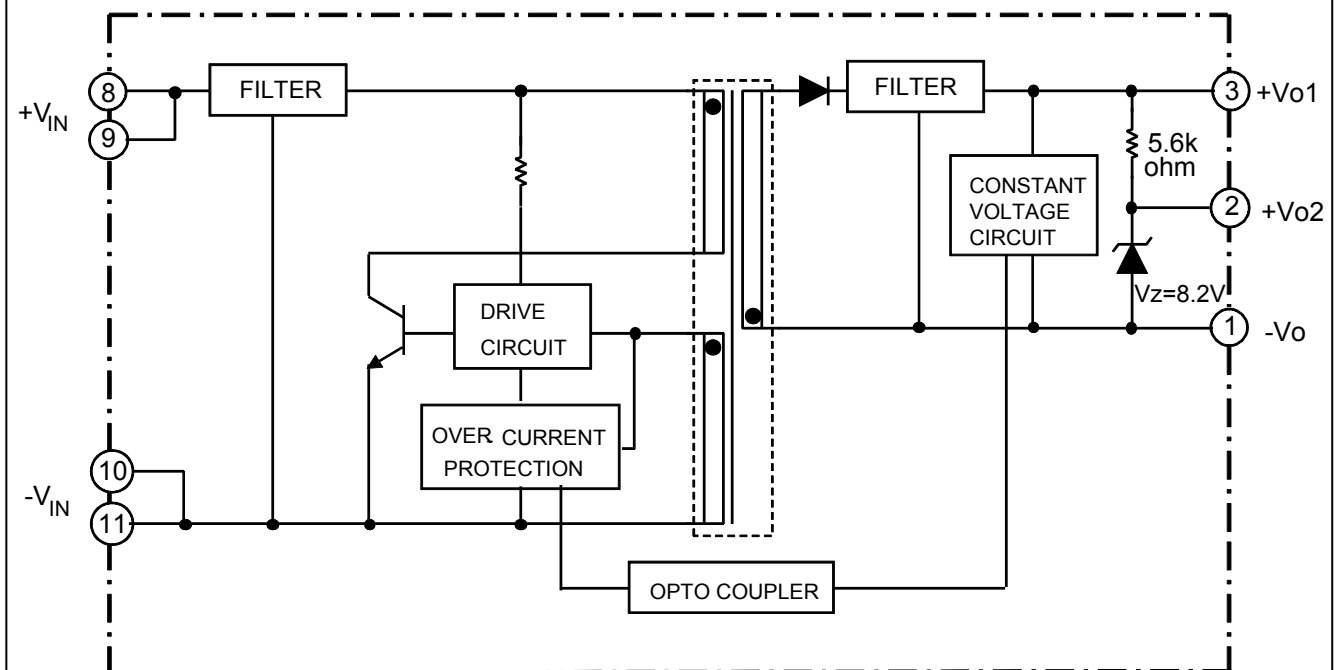 8
FILTER
FILTER
3
+Vo1
+VIN
9
5.6k
ohm
CONSTANT
VOLTAGE
CIRCUIT
2
+Vo2
DRIVE
CIRCUIT
Vz=8.2V
1
-Vo
OVER CURRENT
PROTECTION
10
-VIN
11
OPTO COUPLER